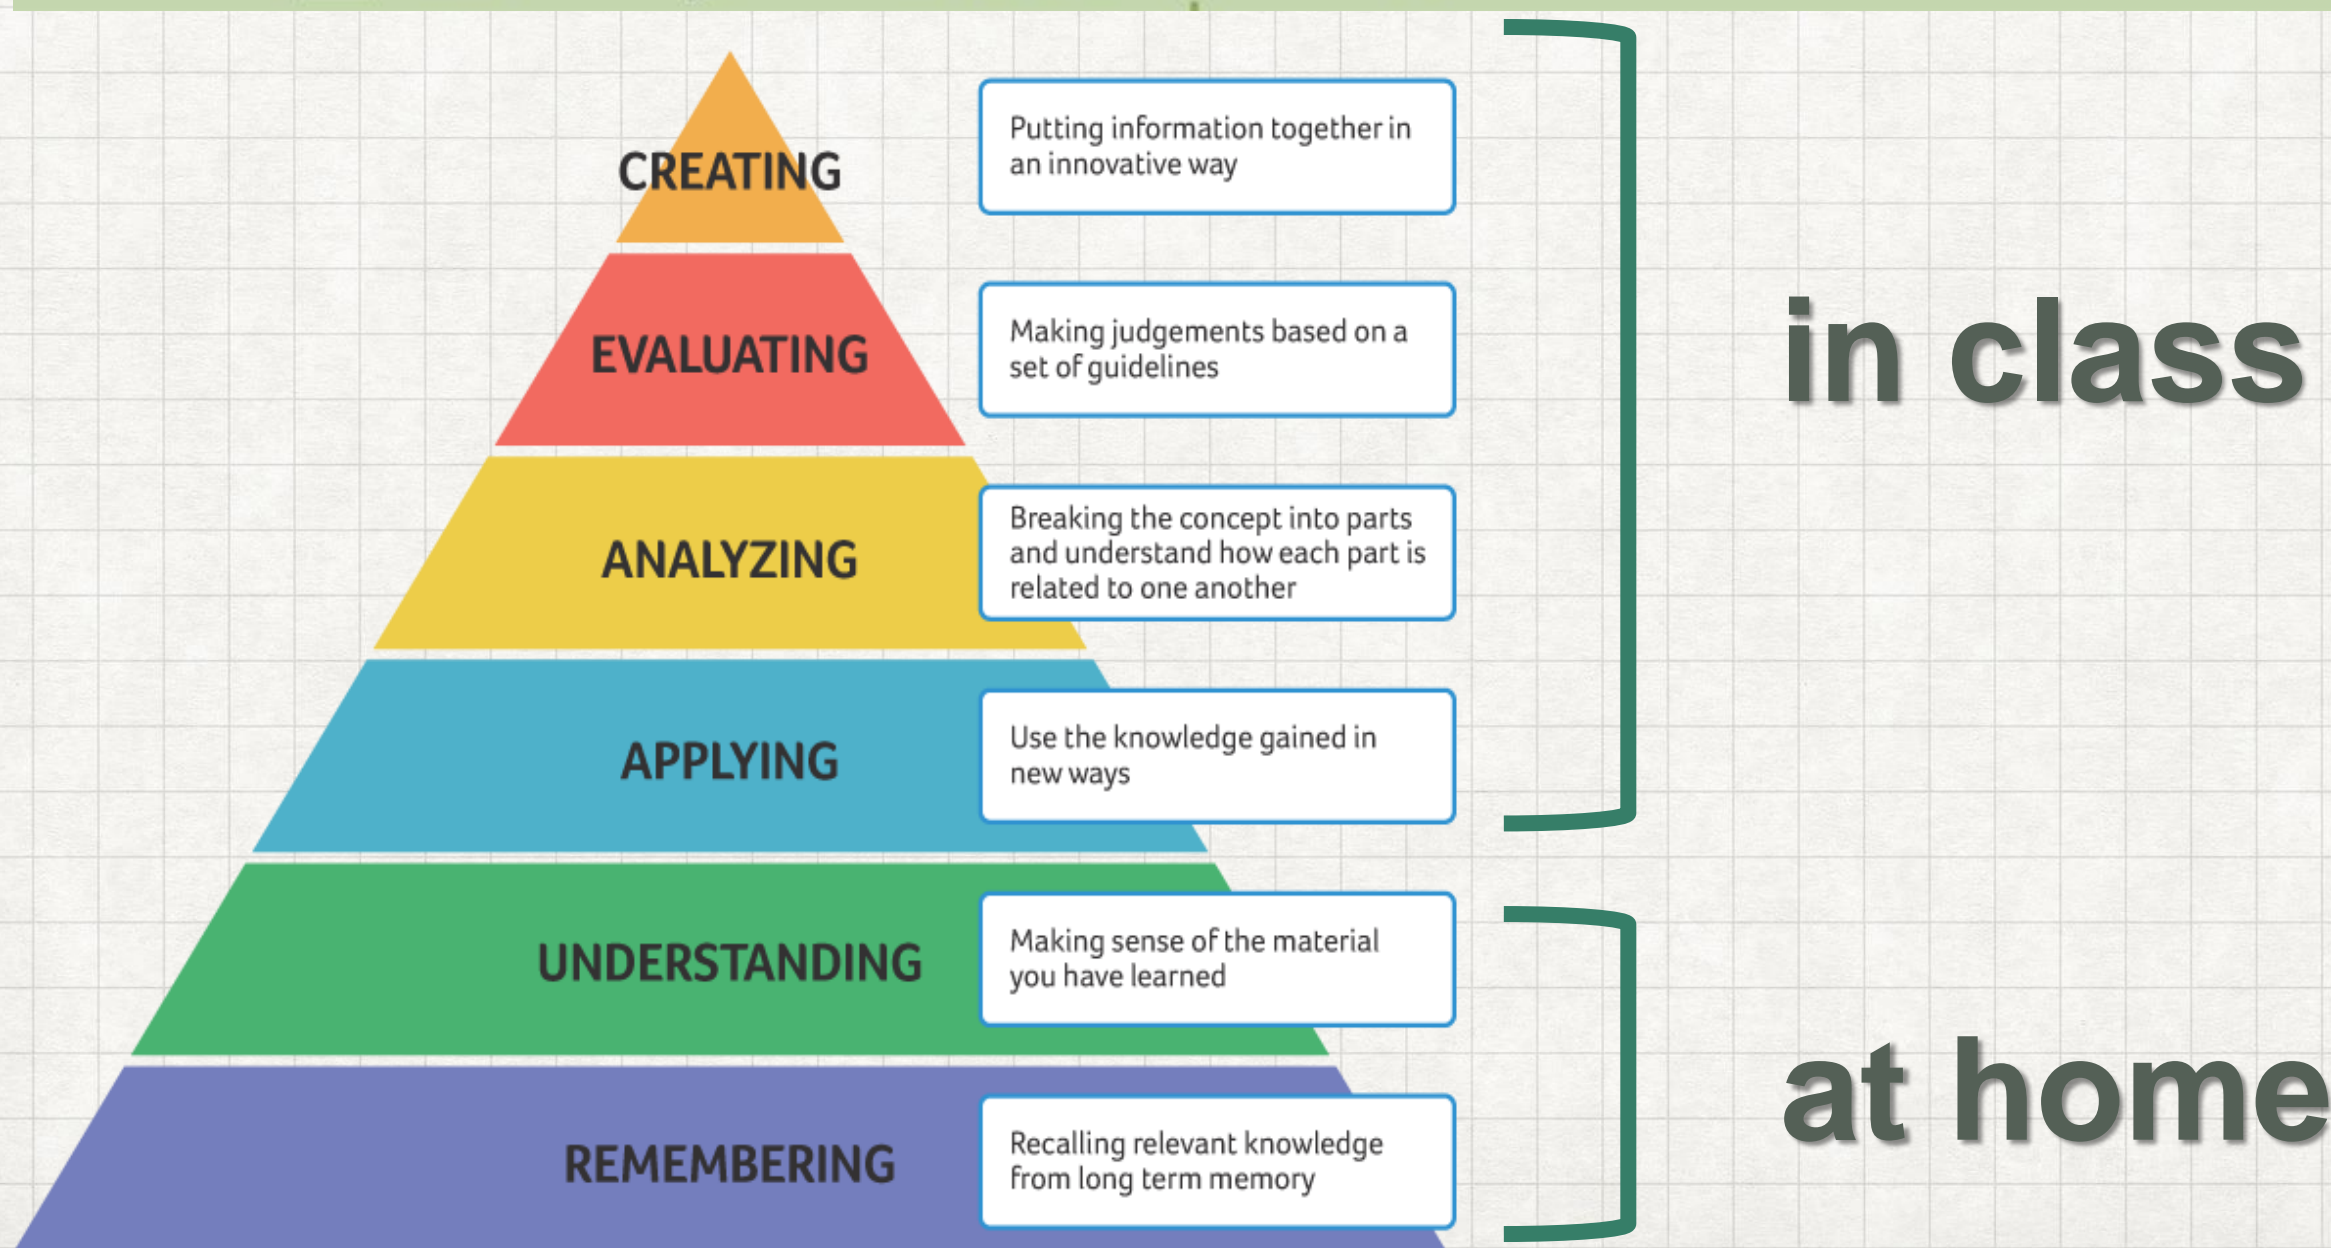 CREATING
Putting information together in
an innovative way
EVALUATING
Making judgements based on a
set of guidelines
in class
ANALYZING
Breaking the concept into parts
and understand how each part is
related to one another
APPLYING
Use the knowledge gained in
new ways
UNDERSTANDING
Making sense of the material
you have learned
at home
REMEMBERING
Recalling relevant knowledge
from long term memory